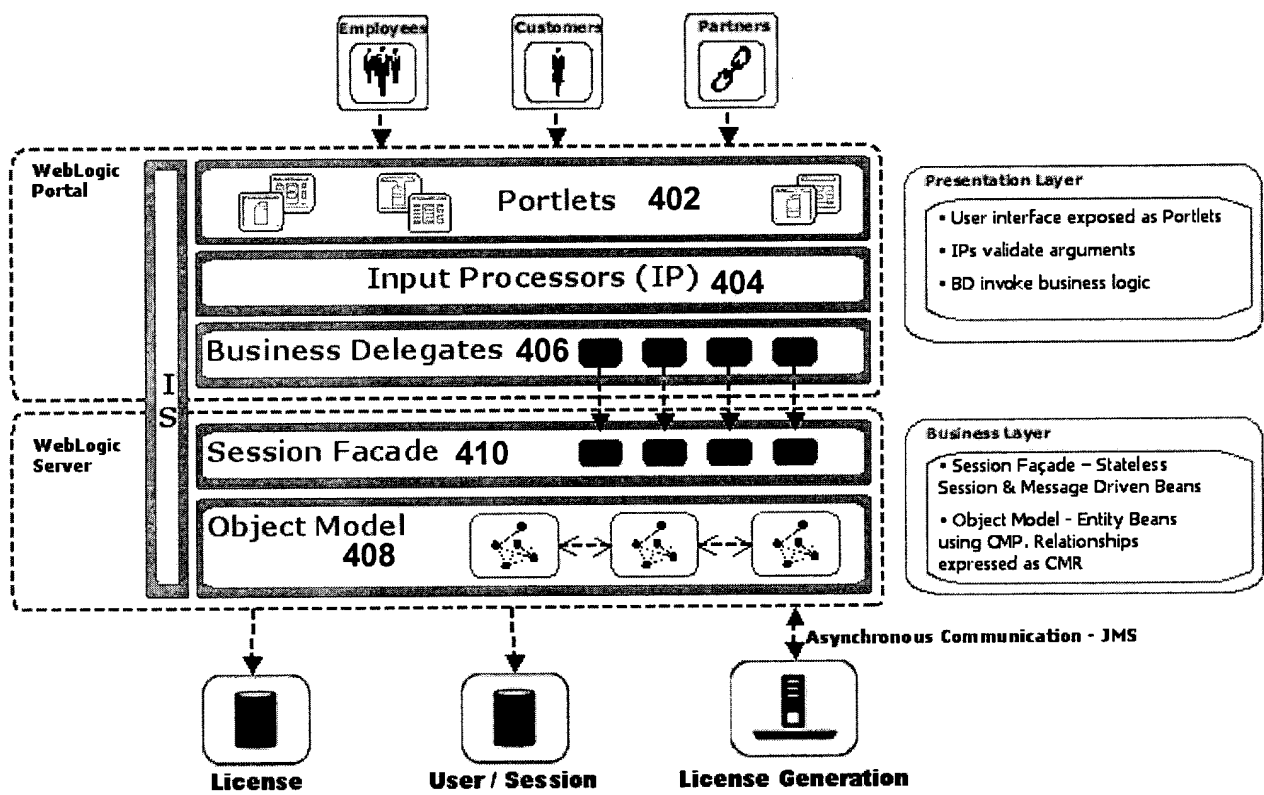 Employees
Customers
Partners
WebLogic
Portal
Portlets 402
Input Processors (IP) 404
Business Delegates 406
I
S
WebLogic
Server
Session Facade 410
Object Model
408
Presentation Layer
• User interface exposed as Portlets
• IPs validate arguments
• BD invoke business logic
Business Layer
• Session Façade – Stateless
Session & Message Driven Beans
• Object Model - Entity Beans
using CMP. Relationships
expressed as CMR
Asynchronous Communication - JMS
License
User / Session
License Generation